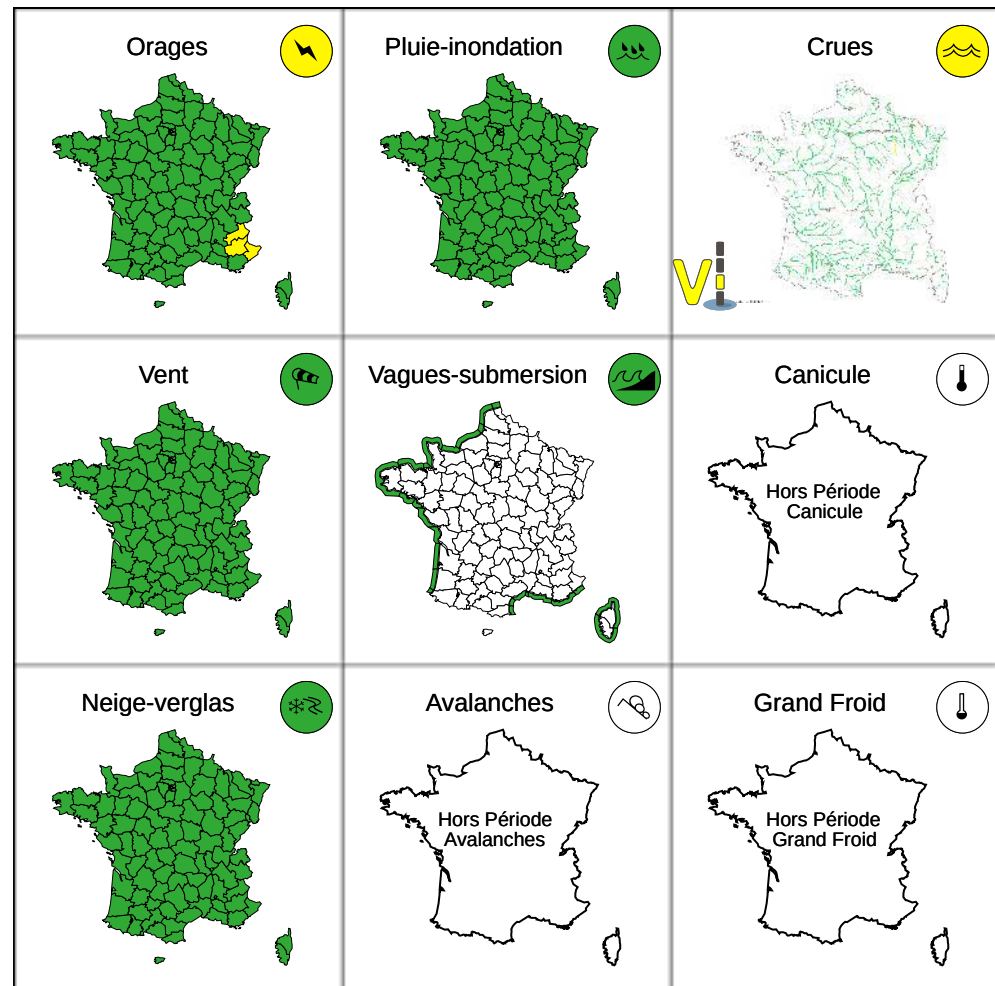 Orages
Pluie-inondation
Crues
Vi
Vent
Vagues-submersion
Canicule
Hors Période
Canicule
Neige-verglas
Avalanches
Grand Froid
Hors Période
Avalanches
Hors Période
Grand Froid